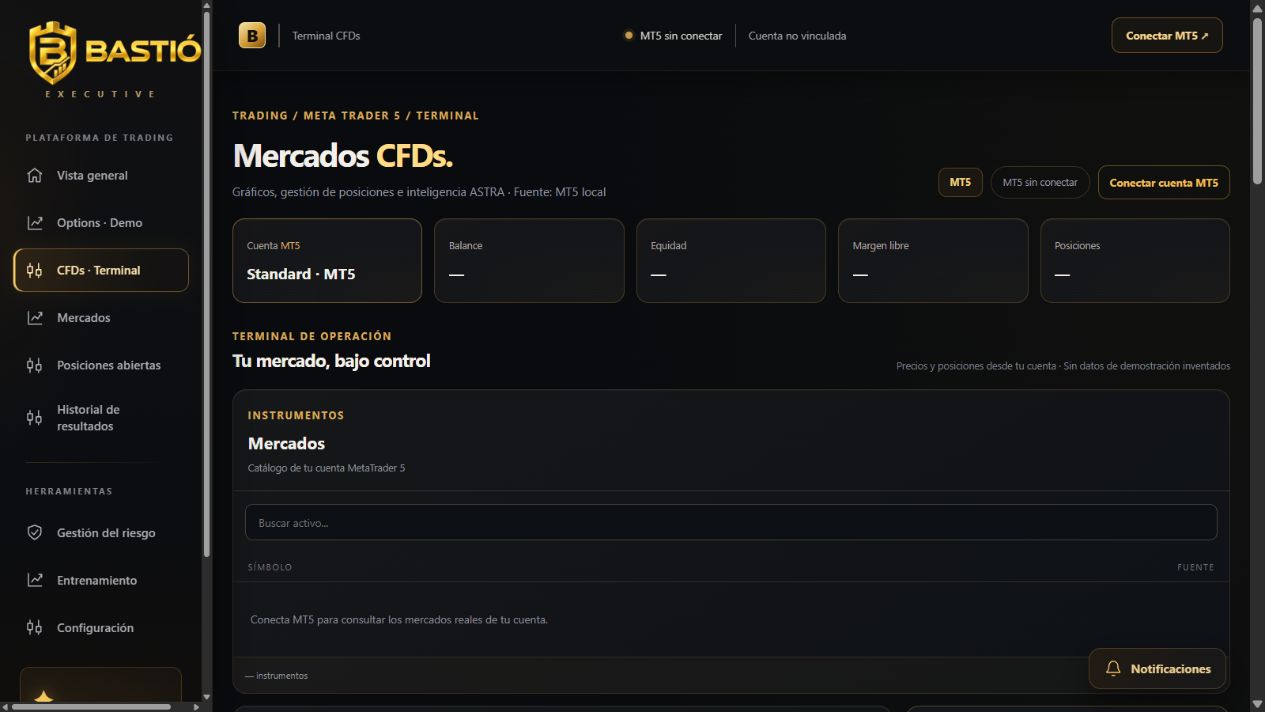 BASTIÓ
EXECUTIVE
PLATAFORMA DE TRADING
Vista general
Options · Demo
CFDs · Terminal
Mercados
Posiciones abiertas
Historial de
resultados
HERRAMIENTAS
Gestión del riesgo
Entrenamiento
Configuración
B
Terminal CFDs
MT5 sin conectar
Cuenta no vinculada
Conectar MT5 ↗
TRADING / META TRADER 5 / TERMINAL
Mercados CFDs.
Gráficos, gestión de posiciones e inteligencia ASTRA · Fuente: MT5 local
MT5
MT5 sin conectar
Conectar cuenta MT5
Cuenta MT5
Standard · MT5
Balance
—
Equidad
—
Margen libre
—
Posiciones
—
TERMINAL DE OPERACIÓN
Tu mercado, bajo control
Precios y posiciones desde tu cuenta · Sin datos de demostración inventados
INSTRUMENTOS
Mercados
Catálogo de tu cuenta MetaTrader 5
Buscar activo...
SÍMBOLO
FUENTE
Conecta MT5 para consultar los mercados reales de tu cuenta.
— instrumentos
Notificaciones